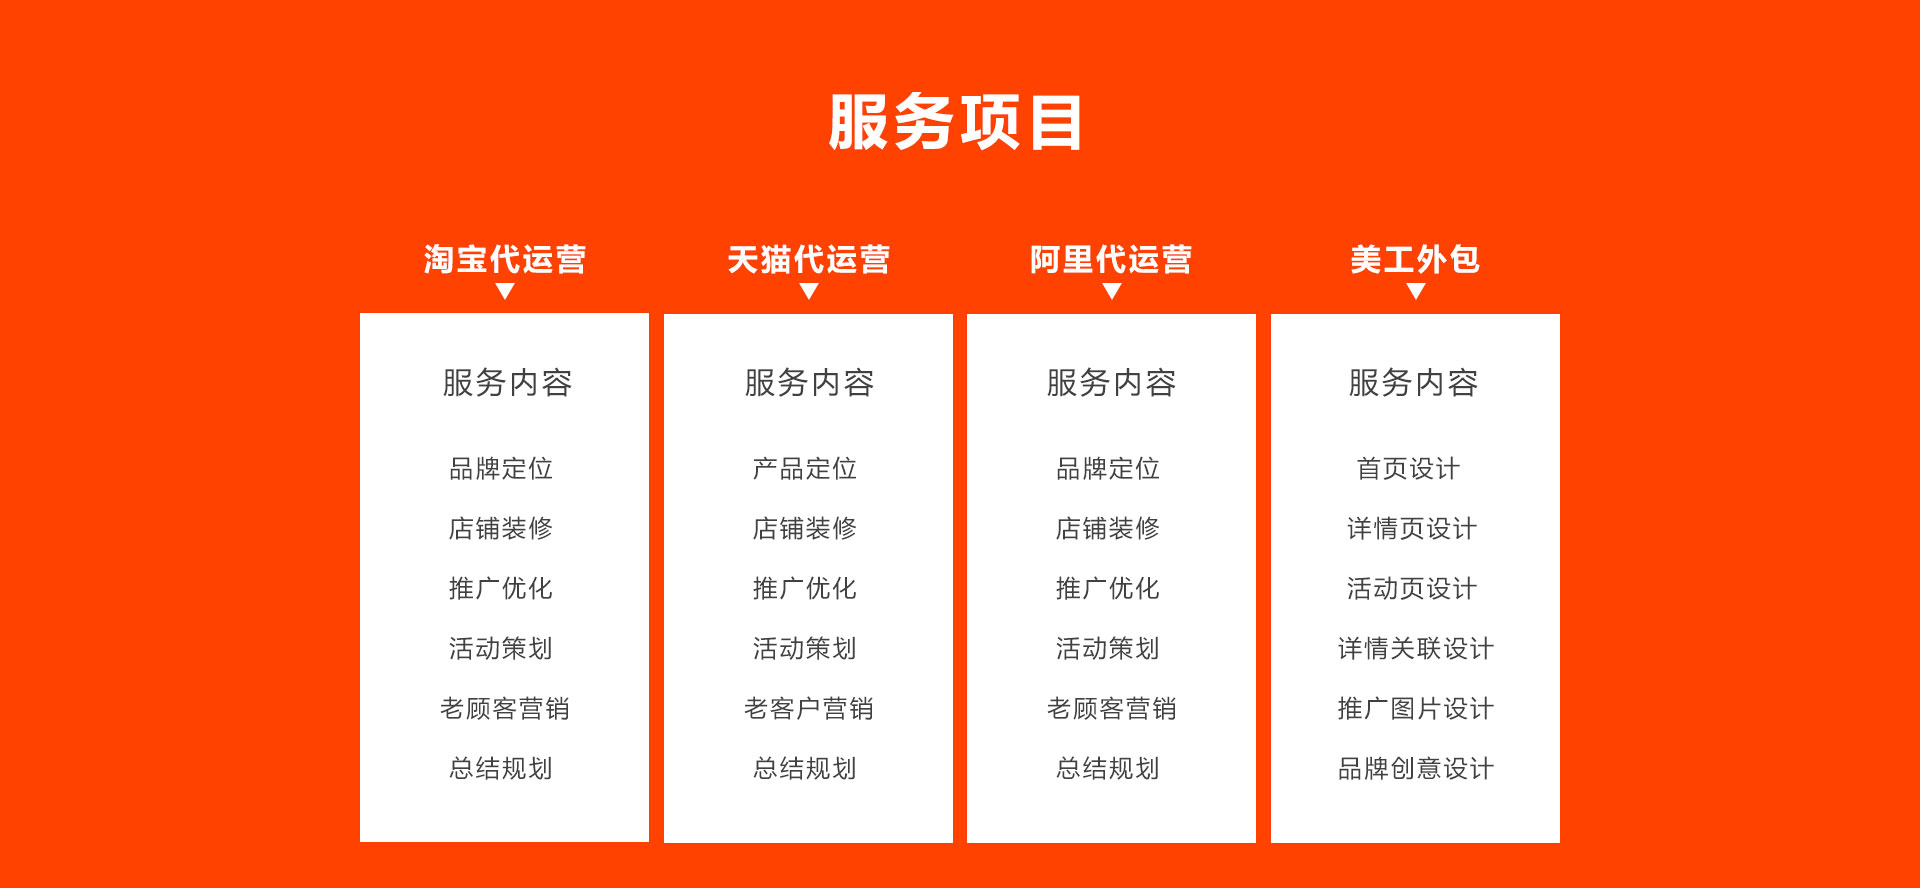 服务项目
淘宝代运营
服务内容
品牌定位
店铺装修
推广优化
活动策划
老顾客营销
总结规划
天猫代运营
服务内容
产品定位
店铺装修
推广优化
活动策划
老客户营销
总结规划
阿里代运营
服务内容
品牌定位
店铺装修
推广优化
活动策划
老顾客营销
总结规划
美工外包
服务内容
首页设计
详情页设计
活动页设计
详情关联设计
推广图片设计
品牌创意设计